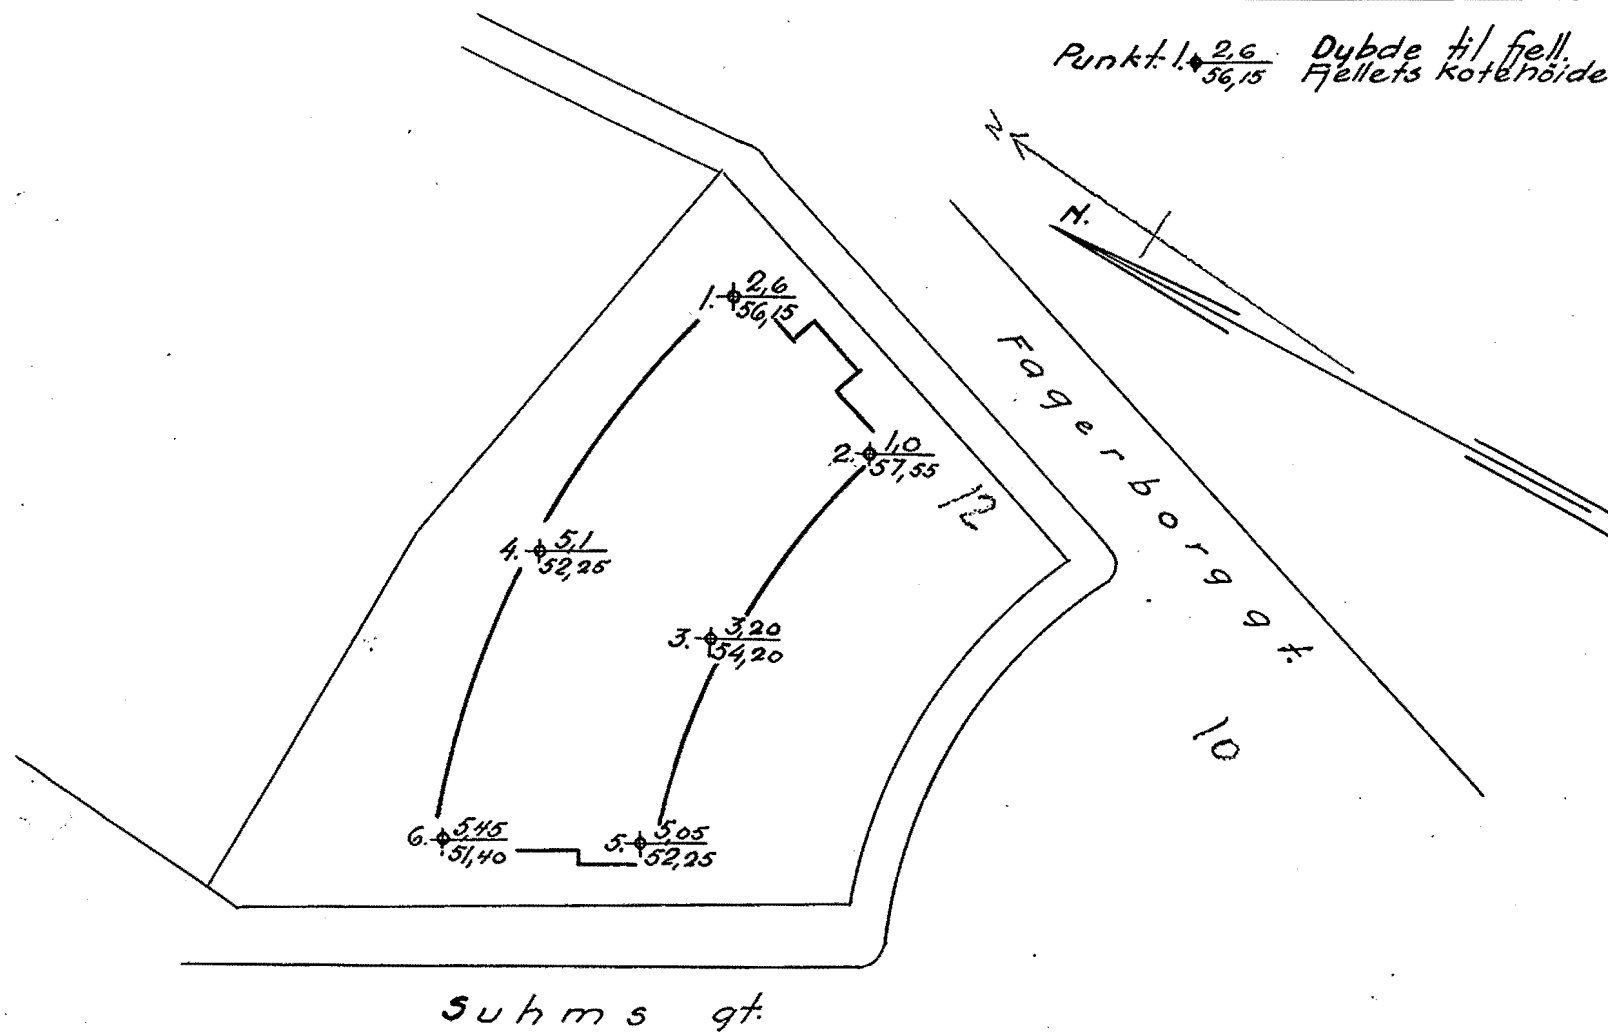 Punkt. 1. 2,6 Dybde til fjell.
56,15 Fjellets kotehöide
N
N.
1. 2,6
56,15
Fagerborg gt.
2. 1,0
57,55
12
4. 5,1
52,25
3. 3,20
54,20
10
6. 5,45
51,40
5. 5,05
52,25
Suhms gt.